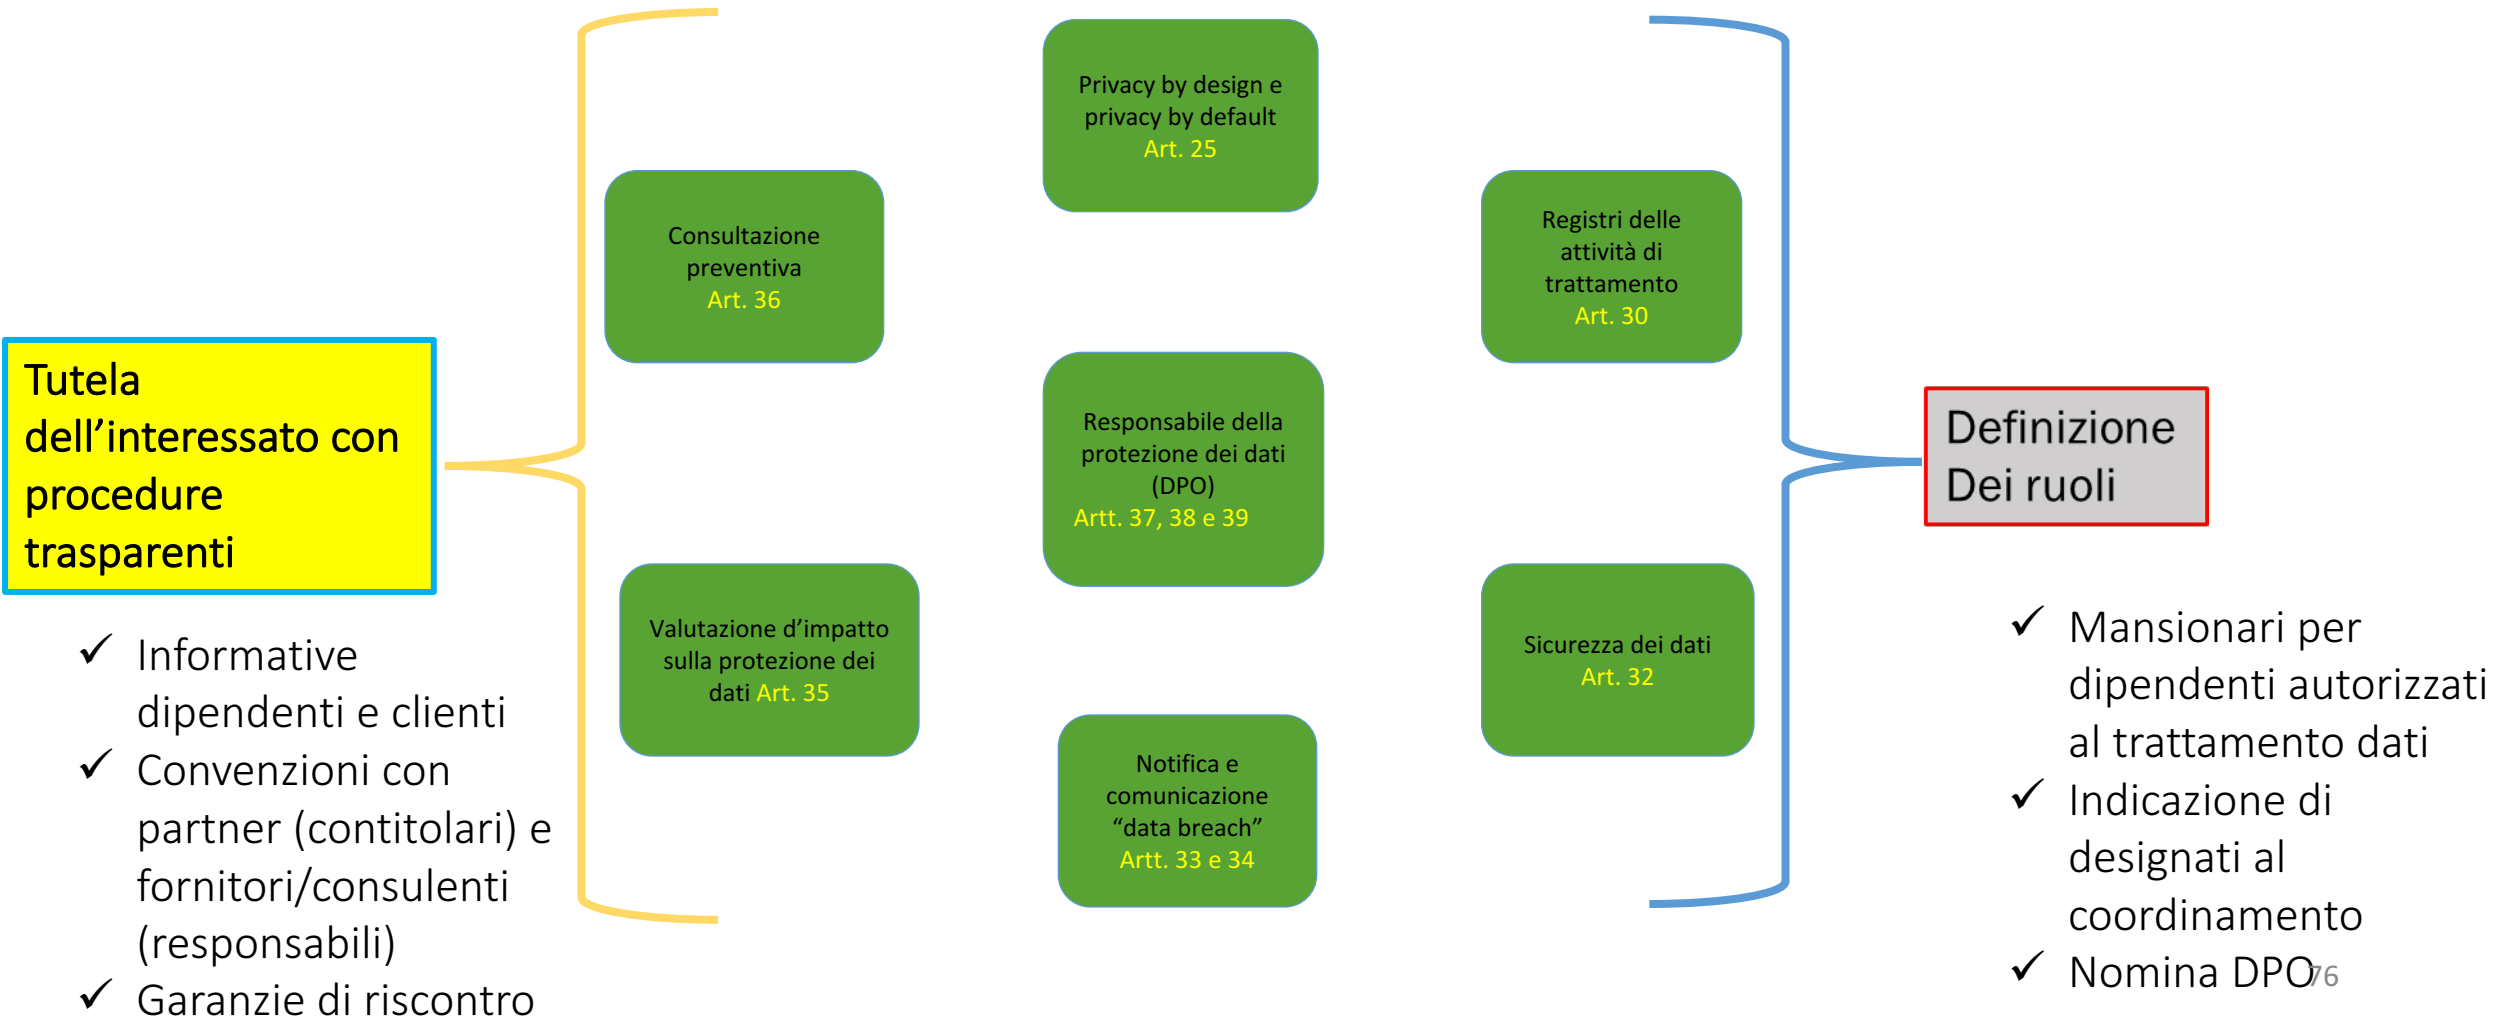 Privacy by design e
privacy by default
Art. 25
Consultazione
preventiva
Art. 36
Registri delle
attività di
trattamento
Art. 30
Tutela
dell’interessato con
procedure
trasparenti
Responsabile della
protezione dei dati
(DPO)
Artt. 37, 38 e 39
Definizione
Dei ruoli
Valutazione d’impatto
sulla protezione dei
dati Art. 35
Sicurezza dei dati
Art. 32
Notifica e
comunicazione
“data breach”
Artt. 33 e 34
✓ Informative
dipendenti e clienti
✓ Convenzioni con
partner (contitolari) e
fornitori/consulenti
(responsabili)
✓ Garanzie di riscontro
✓ Mansionari per
dipendenti autorizzati
al trattamento dati
✓ Indicazione di
designati al
coordinamento
✓ Nomina DPO
76